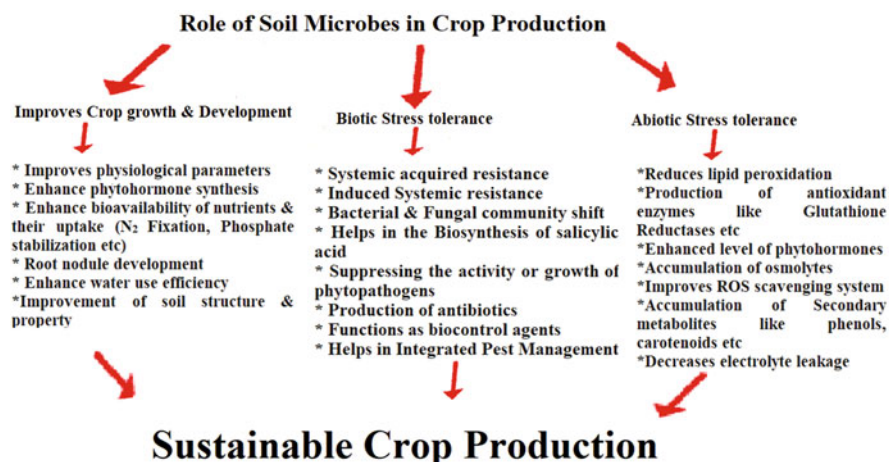 Role of Soil Microbes in Crop Production
Improves Crop growth & Development
* Improves physiological parameters
* Enhance phytohormone synthesis
* Enhance bioavailability of nutrients &
their uptake (N₂ Fixation, Phosphate
stabilization etc)
* Root nodule development
* Enhance water use efficiency
*Improvement of soil structure &
property
Biotic Stress tolerance
* Systemic acquired resistance
* Induced Systemic resistance
* Bacterial & Fungal community shift
* Helps in the Biosynthesis of salicylic
acid
* Suppressing the activity or growth of
phytopathogens
* Production of antibiotics
* Functions as biocontrol agents
* Helps in Integrated Pest Management
Abiotic Stress tolerance
*Reduces lipid peroxidation
*Production of antioxidant
enzymes like Glutathione
Reductases etc
*Enhanced level of phytohormones
*Accumulation of osmolytes
*Improves ROS scavenging system
*Accumulation of Secondary
metabolites like phenols,
carotenoids etc
*Decreases electrolyte leakage
Sustainable Crop Production